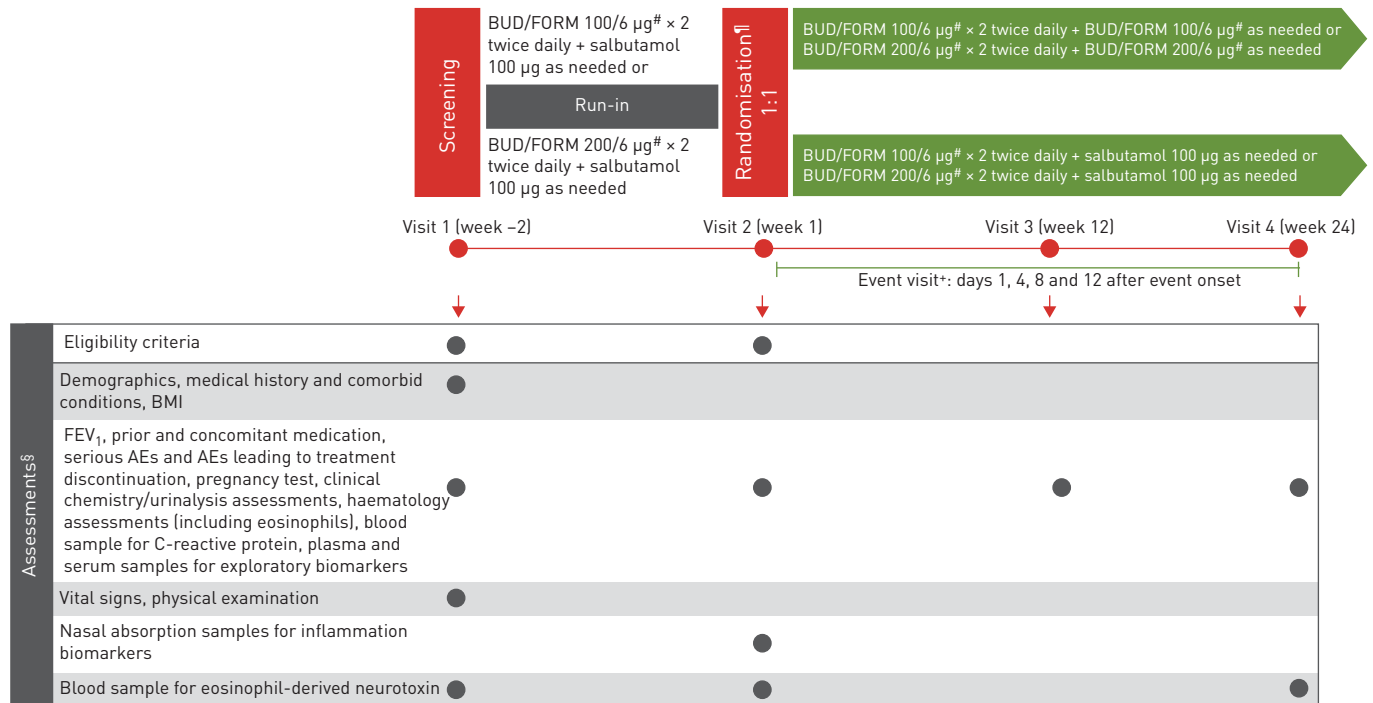 Screening
BUD/FORM 100/6 µg# × 2
twice daily + salbutamol
100 µg as needed or
Run-in
BUD/FORM 200/6 µg# × 2
twice daily + salbutamol
100 µg as needed
Randomisation¶
1:1
BUD/FORM 100/6 µg# × 2 twice daily + BUD/FORM 100/6 µg# as needed or
BUD/FORM 200/6 µg# × 2 twice daily + BUD/FORM 200/6 µg# as needed
BUD/FORM 100/6 µg# × 2 twice daily + salbutamol 100 µg as needed or
BUD/FORM 200/6 µg# × 2 twice daily + salbutamol 100 µg as needed
Visit 1 (week –2)
Visit 2 (week 1)
Visit 3 (week 12)
Visit 4 (week 24)
Event visit+: days 1, 4, 8 and 12 after event onset
Assessments§
Eligibility criteria
Demographics, medical history and comorbid
conditions, BMI
FEV1, prior and concomitant medication,
serious AEs and AEs leading to treatment
discontinuation, pregnancy test, clinical
chemistry/urinalysis assessments, haematology
assessments (including eosinophils), blood
sample for C-reactive protein, plasma and
serum samples for exploratory biomarkers
Vital signs, physical examination
Nasal absorption samples for inflammation
biomarkers
Blood sample for eosinophil-derived neurotoxin